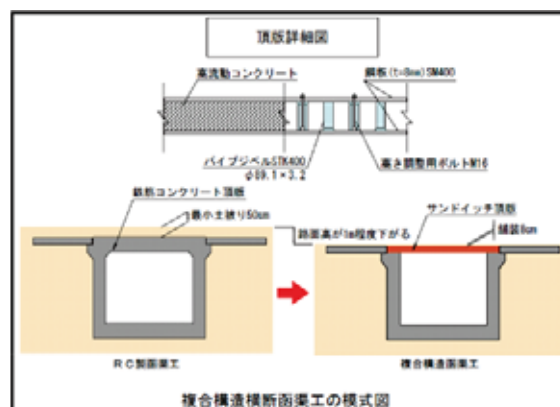 頂版詳細図
高流動コンクリート
鋼板(t=8mm)SM400
パイプジベルSTK400
φ89.1×3.2
高さ調整用ボルトM16
鉄筋コンクリート頂版
最小土被り50cm
路面高が1m程度下がる
サンドイッチ頂版
舗装8cm
RC製函渠工
複合構造函渠工
複合構造横断函渠工の模式図